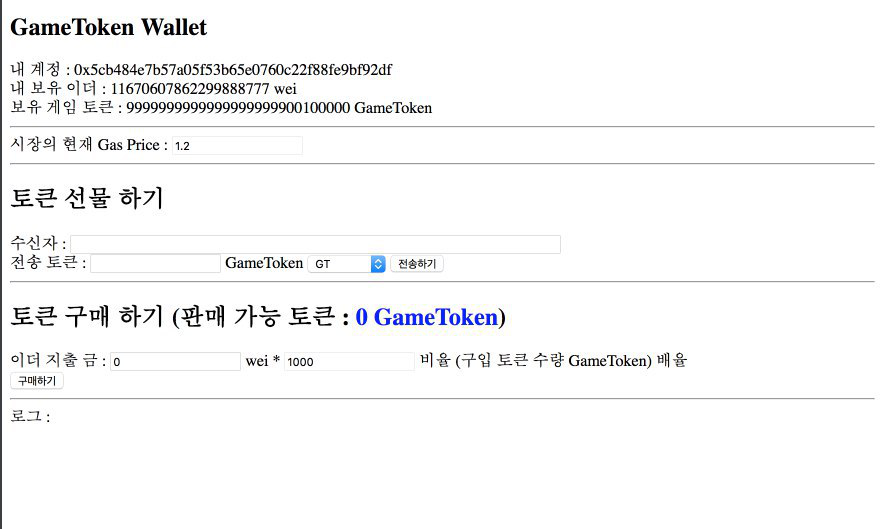 GameToken Wallet
내 계정 : 0x5cb484e7b57a05f53b65e0760c22f88fe9bf92df
내 보유 이더 : 11670607862299888777 wei
보유 게임 토큰 : 9999999999999999999900100000 GameToken
시장의 현재 Gas Price : 1.2
토큰 선물 하기
수신자 :
전송 토큰 : GameToken GT 전송하기
토큰 구매 하기 (판매 가능 토큰 : 0 GameToken)
이더 지출 금 : 0 wei * 1000 비율 (구입 토큰 수량 GameToken) 배율
구매하기
로그 :